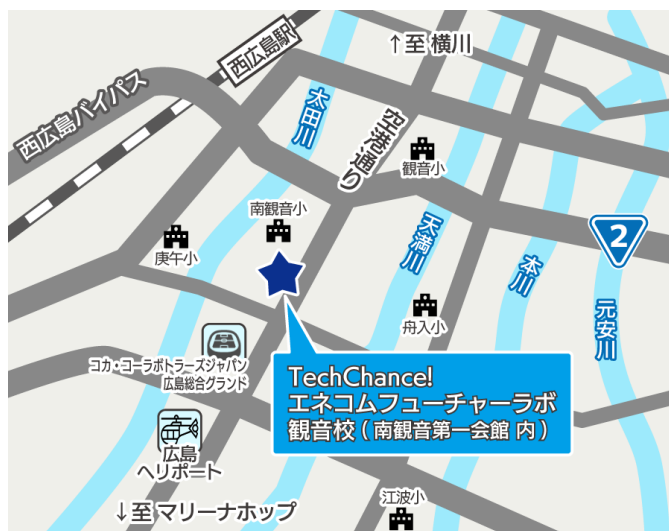 ↑至 横川
西広島駅
西広島バイパス
太田川
空港通り
観音小
南観音小
庚午小
天満川
本川
2
元安川
舟入小
コカ・コーラボトラーズジャパン
広島総合グランド
TechChance!
エネコムフューチャーラボ
観音校（南観音第一会館 内）
広島
ヘリポート
江波小
↓至 マリーナホップ